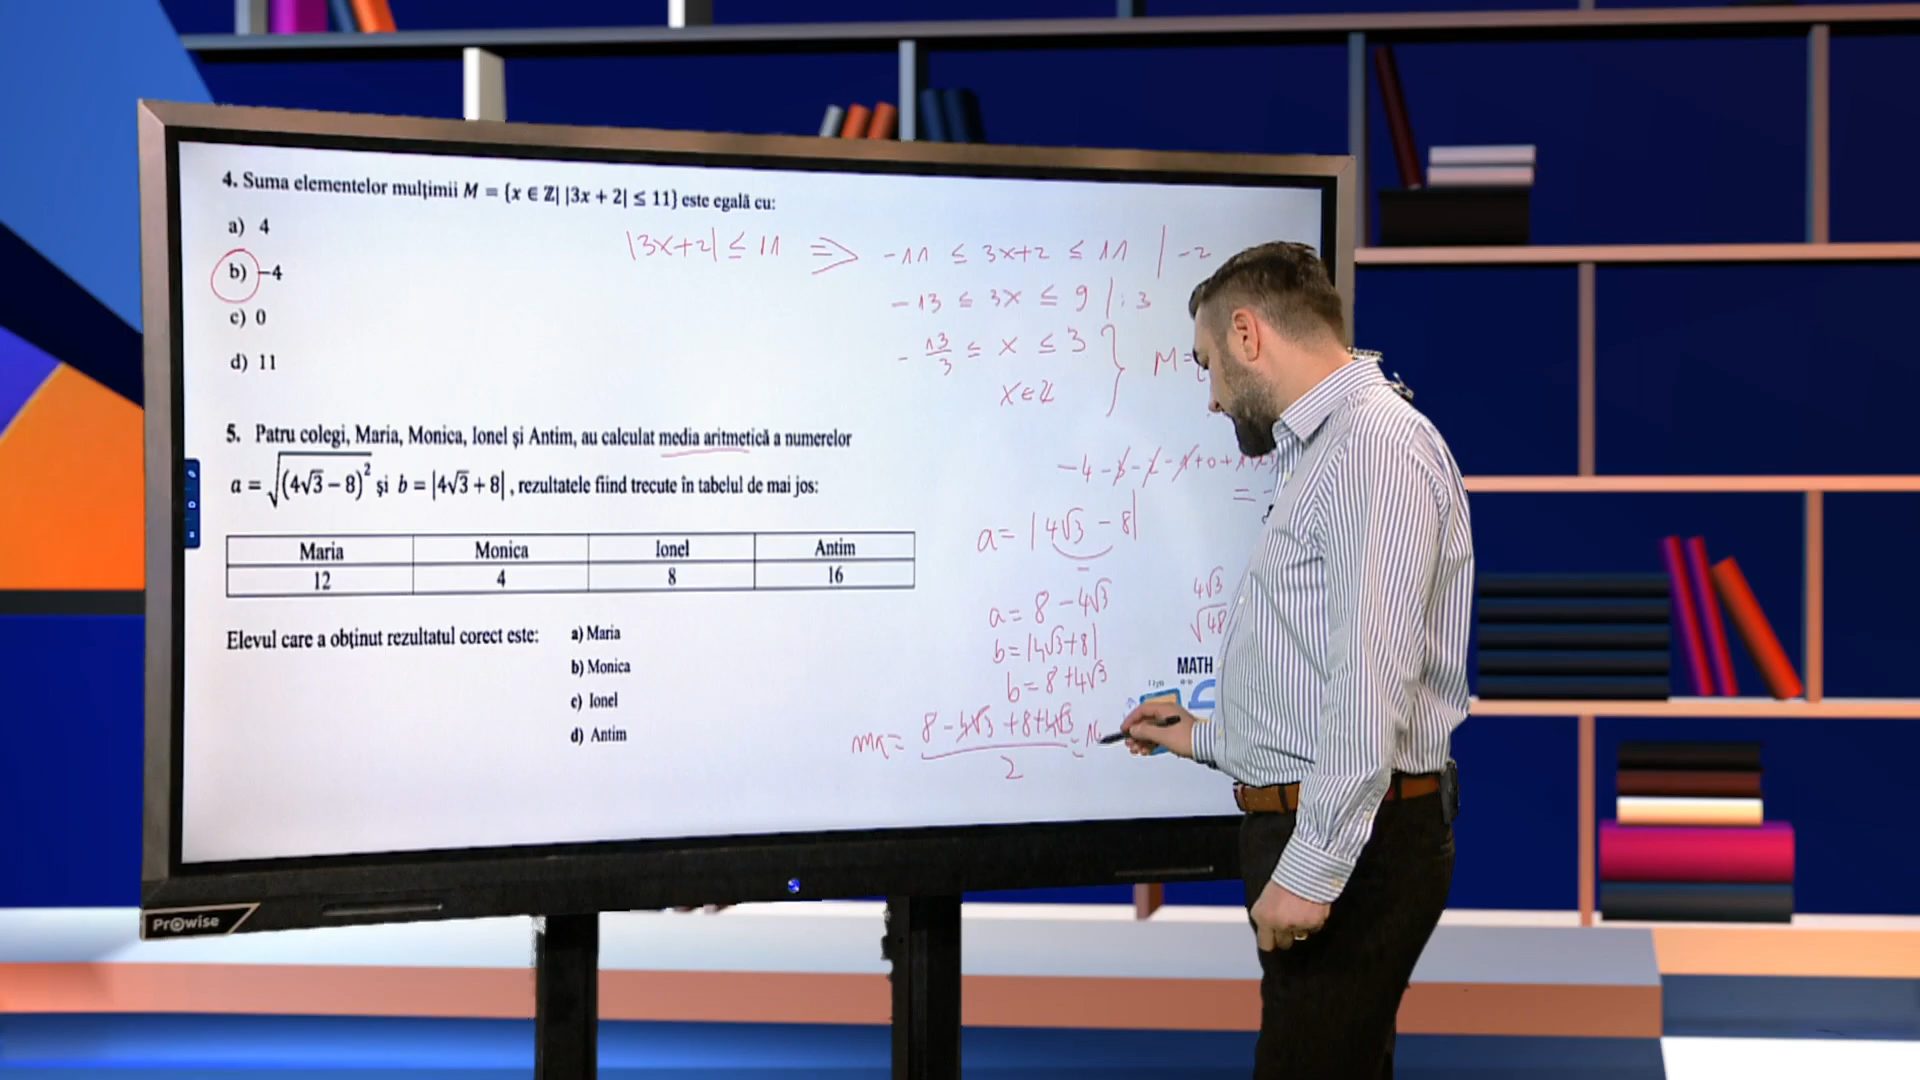 4. Suma elementelor mulțimii M = {x ∈ ℤ| |3x + 2| ≤ 11} este egală cu:
a) 4
b) −4
c) 0
d) 11
|3x+2| ≤ 11 ⇒ −11 ≤ 3x+2 ≤ 11 | −2
−13 ≤ 3x ≤ 9 | : 3
−13/3 ≤ x ≤ 3
x∈ℤ
M=
5. Patru colegi, Maria, Monica, Ionel și Antim, au calculat media aritmetică a numerelor
a = √(4√3 − 8)² și b = |4√3 + 8|, rezultatele fiind trecute în tabelul de mai jos:
Maria Monica Ionel Antim
12 4 8 16
Elevul care a obținut rezultatul corect este: a) Maria
b) Monica
c) Ionel
d) Antim
a = |4√3 − 8|
a = 8 − 4√3
b = |4√3+8|
b = 8 + 4√3
4√3
√48
ma = (8 − 4√3 + 8 + 4√3)/2
MATH
Prowise